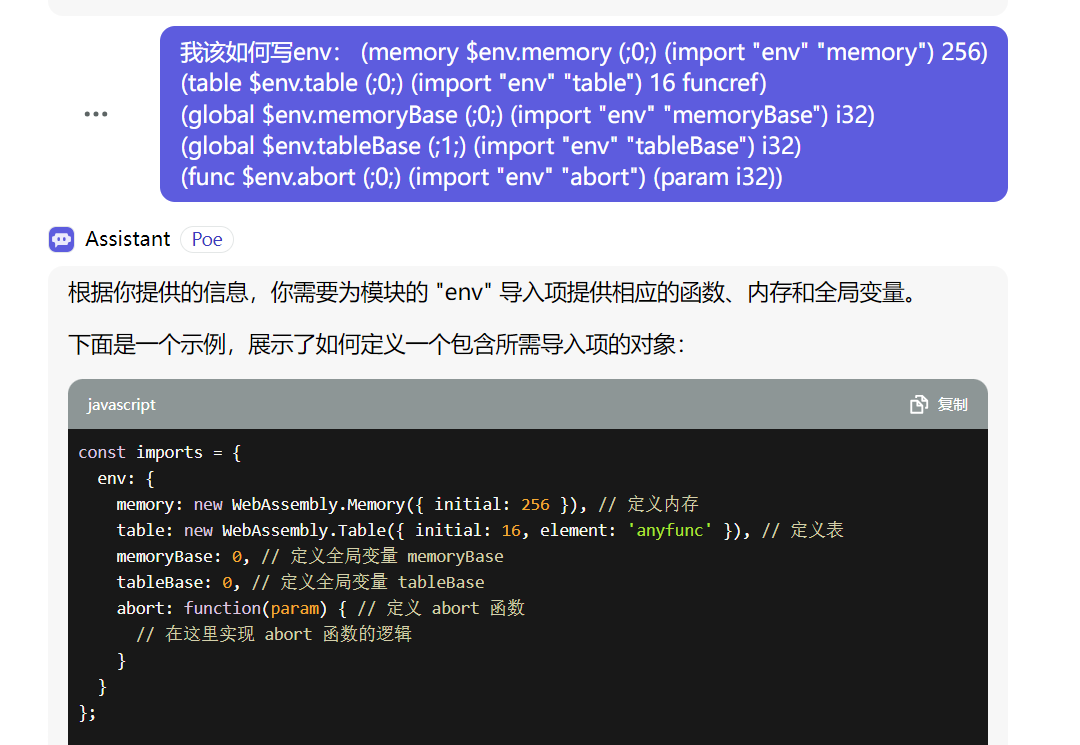 我该如何写env： (memory $env.memory (;0;) (import "env" "memory") 256)
(table $env.table (;0;) (import "env" "table") 16 funcref)
(global $env.memoryBase (;0;) (import "env" "memoryBase") i32)
(global $env.tableBase (;1;) (import "env" "tableBase") i32)
(func $env.abort (;0;) (import "env" "abort") (param i32))
Assistant Poe
根据你提供的信息，你需要为模块的 "env" 导入项提供相应的函数、内存和全局变量。
下面是一个示例，展示了如何定义一个包含所需导入项的对象：
javascript 复制
const imports = {
  env: {
    memory: new WebAssembly.Memory({ initial: 256 }), // 定义内存
    table: new WebAssembly.Table({ initial: 16, element: 'anyfunc' }), // 定义表
    memoryBase: 0, // 定义全局变量 memoryBase
    tableBase: 0, // 定义全局变量 tableBase
    abort: function(param) { // 定义 abort 函数
      // 在这里实现 abort 函数的逻辑
    }
  }
};